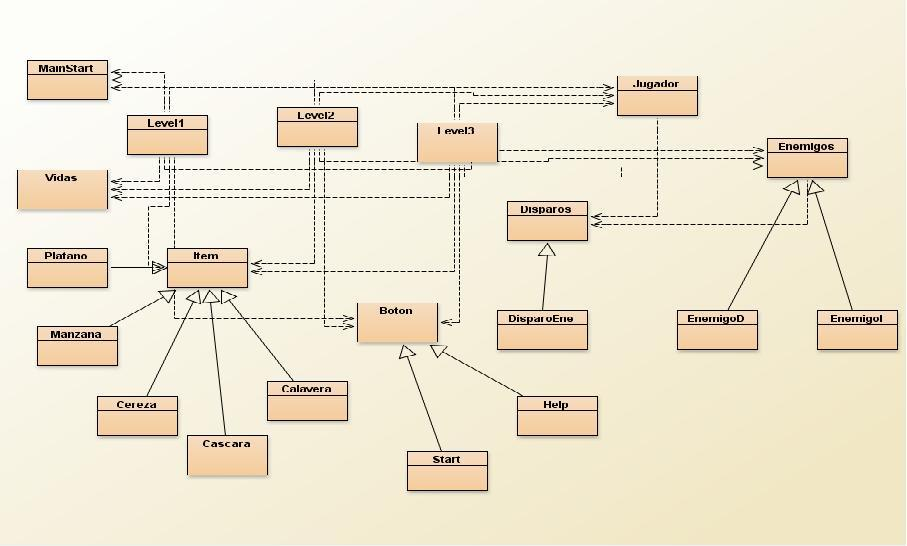 MainStart
Jugador
Level1
Level2
Level3
Enemigos
Vidas
Disparos
Platano
Item
Boton
DisparoEne
EnemigoD
EnemigoI
Manzana
Calavera
Cereza
Help
Cascara
Start